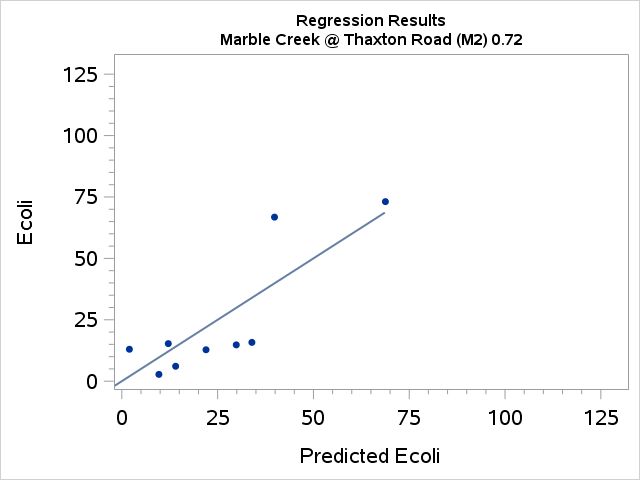 Regression Results
Marble Creek @ Thaxton Road (M2) 0.72
125
100
75
50
25
0
Ecoli
0 25 50 75 100 125
Predicted Ecoli